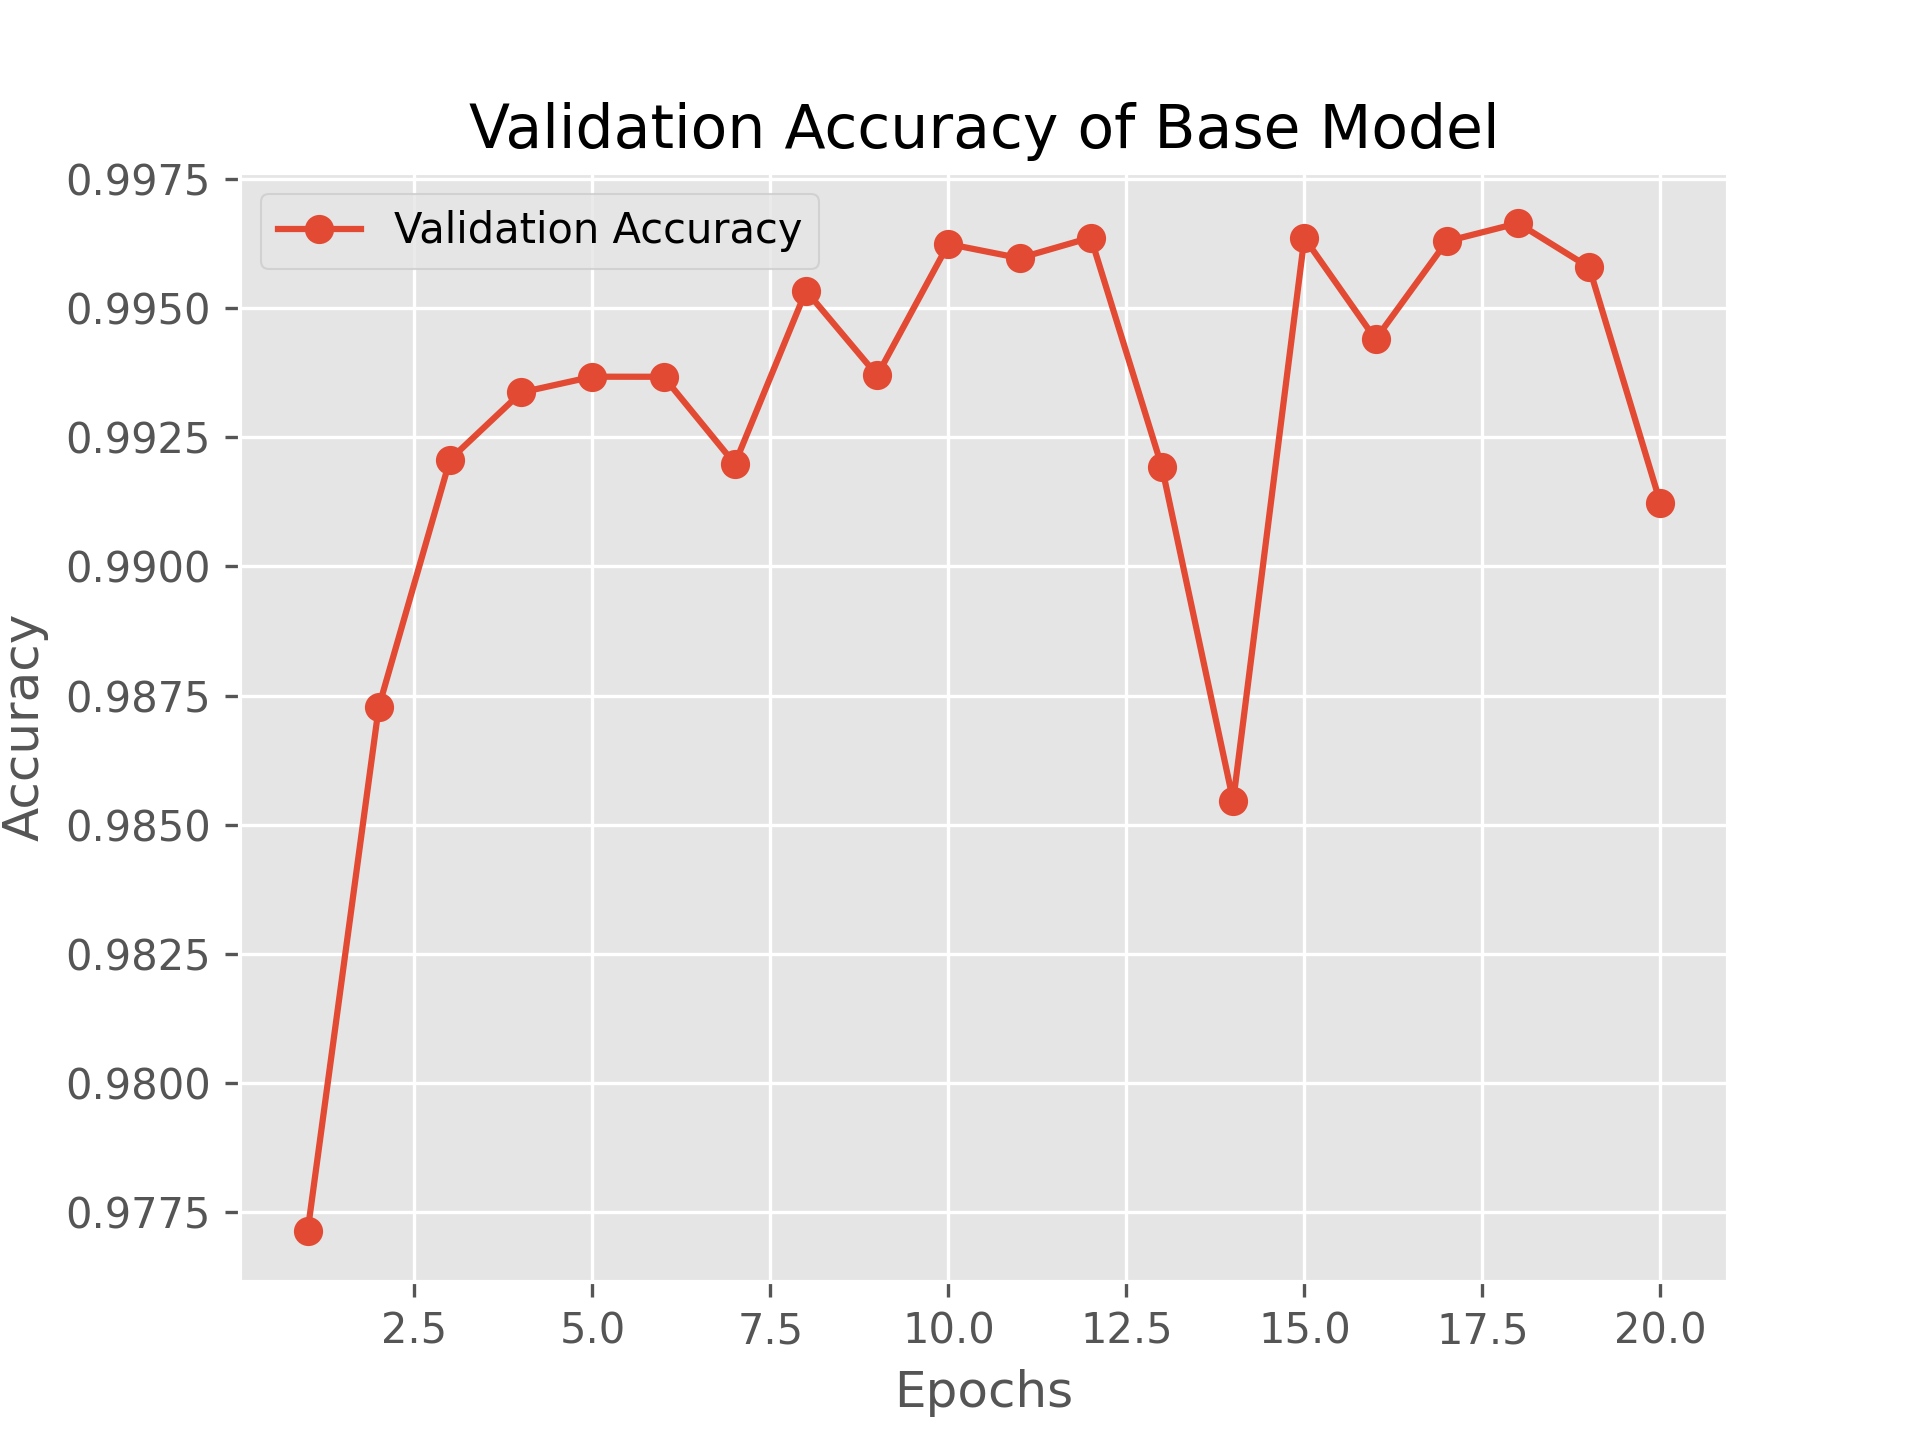 Validation Accuracy of Base Model
Validation Accuracy
0.9975
0.9950
0.9925
0.9900
0.9875
0.9850
0.9825
0.9800
0.9775
Accuracy
2.5 5.0 7.5 10.0 12.5 15.0 17.5 20.0
Epochs